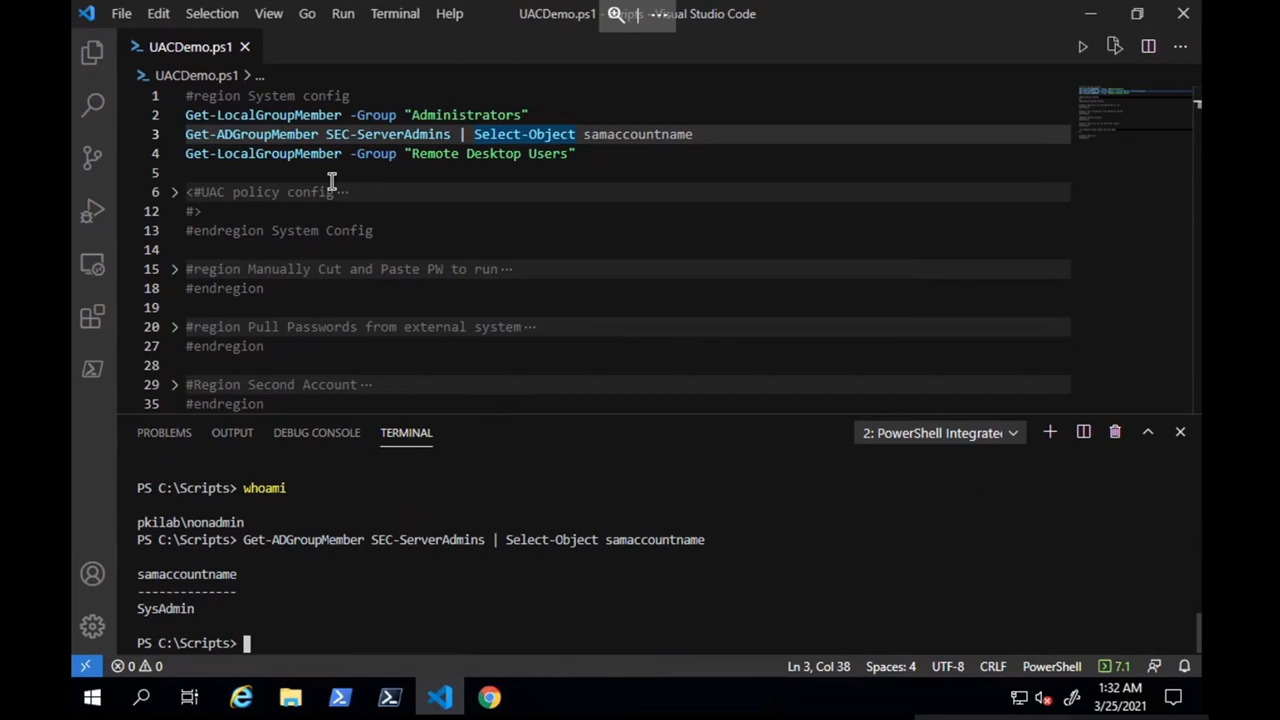 File Edit Selection View Go Run Terminal Help UACDemo.ps1 - Scripts - Visual Studio Code
UACDemo.ps1
UACDemo.ps1 > ...
1 #region System config
2 Get-LocalGroupMember -Group "Administrators"
3 Get-ADGroupMember SEC-ServerAdmins | Select-Object samaccountname
4 Get-LocalGroupMember -Group "Remote Desktop Users"
5
6 <#UAC policy config...
12 #>
13 #endregion System Config
14
15 #region Manually Cut and Paste PW to run...
18 #endregion
19
20 #region Pull Passwords from external system...
27 #endregion
28
29 #Region Second Account...
35 #endregion
PROBLEMS OUTPUT DEBUG CONSOLE TERMINAL 2: PowerShell Integrate
PS C:\Scripts> whoami
pkilab\nonadmin
PS C:\Scripts> Get-ADGroupMember SEC-ServerAdmins | Select-Object samaccountname
samaccountname
--------------
SysAdmin
PS C:\Scripts>
0 0 Ln 3, Col 38 Spaces: 4 UTF-8 CRLF PowerShell 7.1
1:32 AM
3/25/2021